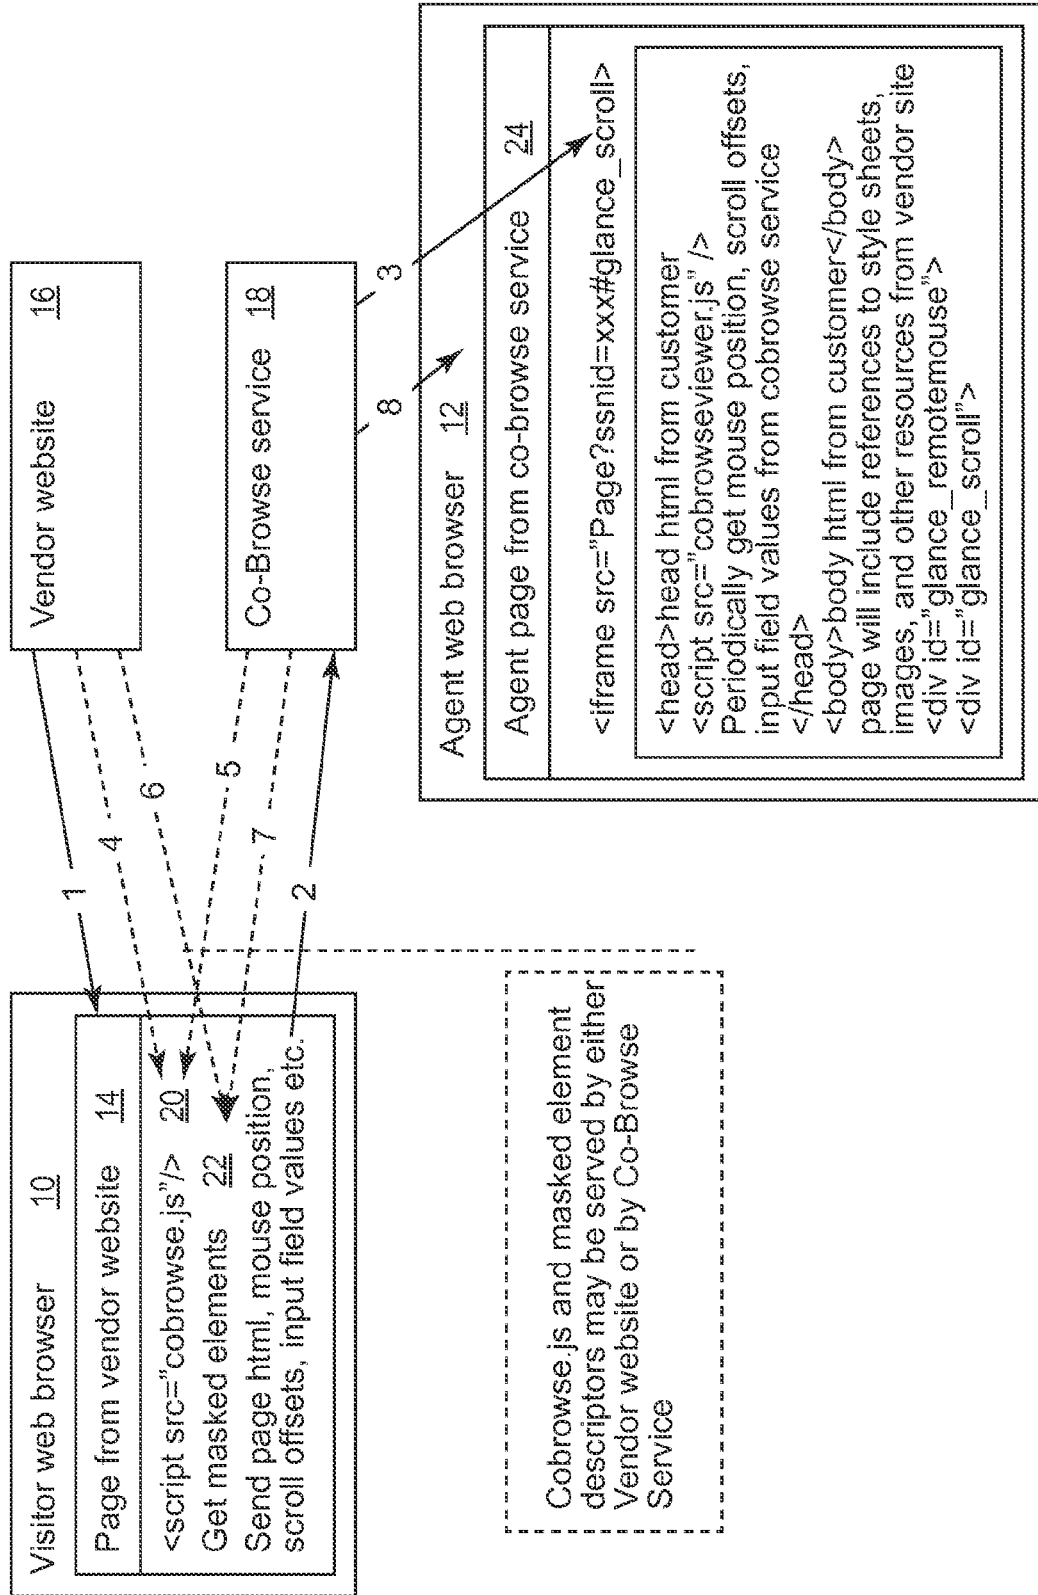 Visitor web browser 10
Page from vendor website 14
<script src="cobrowse.js"/> 20
Get masked elements 22
Send page html, mouse position,
scroll offsets, input field values etc.
1
4
6
5
7
2
Vendor website 16
Co-Browse service 18
3
8
Cobrowse.js and masked element
descriptors may be served by either
Vendor website or by Co-Browse
Service
Agent web browser 12
Agent page from co-browse service 24
<iframe src="Page?ssnid=xxx#glance_scroll>
<head>head html from customer
<script src="cobrowseviewer.js" />
Periodically get mouse position, scroll offsets,
input field values from cobrowse service
</head>
<body>body html from customer</body>
page will include references to style sheets,
images, and other resources from vendor site
<div id="glance_remotemouse">
<div id="glance_scroll">